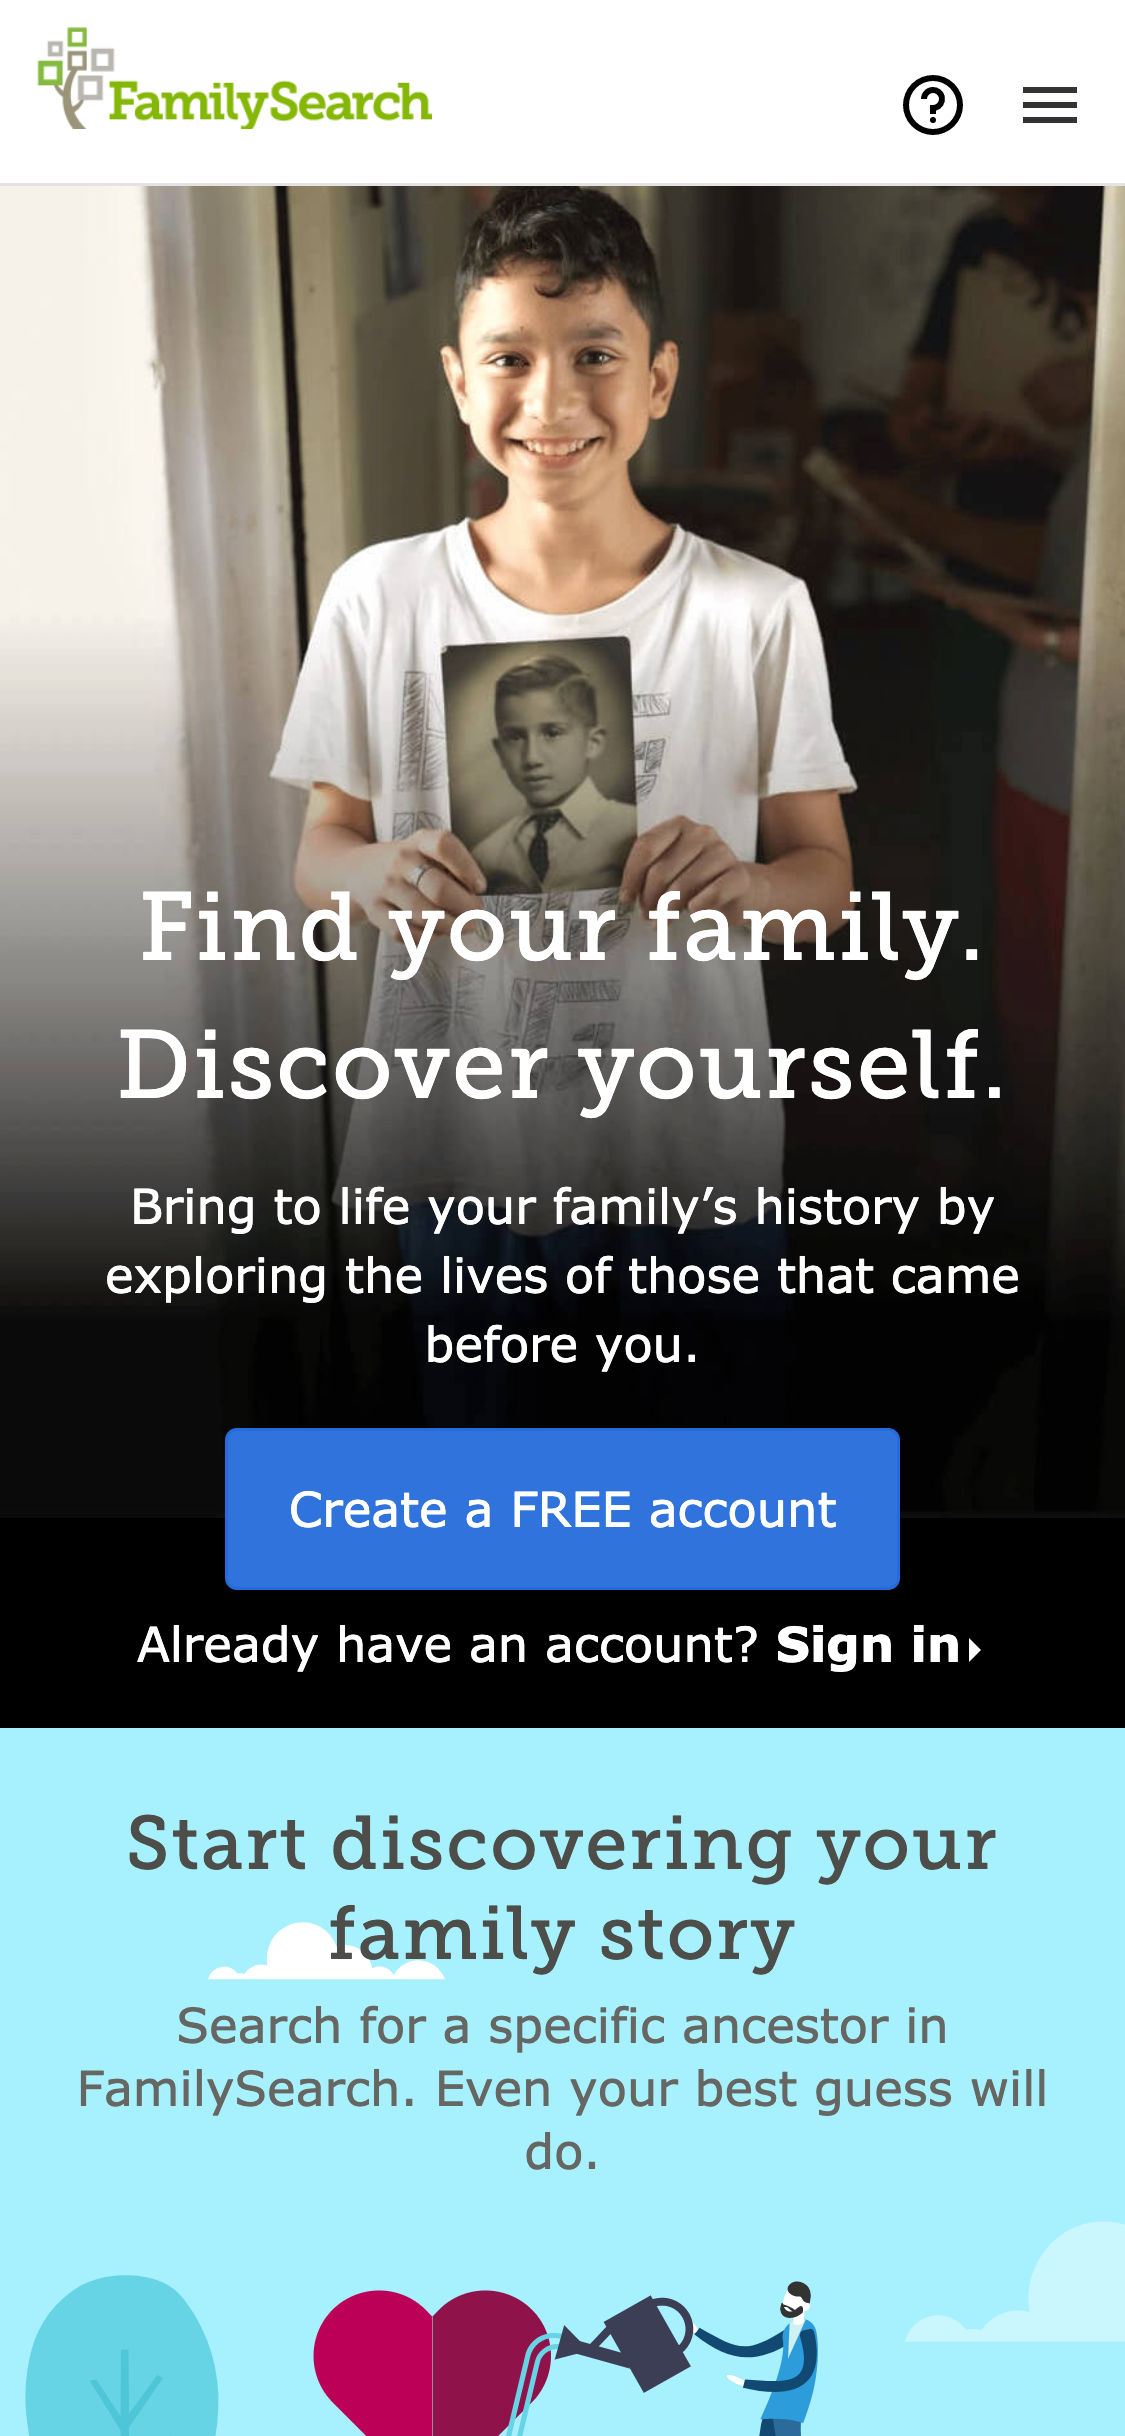 FamilySearch
Find your family.
Discover yourself.
Bring to life your family’s history by
exploring the lives of those that came
before you.
Create a FREE account
Already have an account? Sign in
Start discovering your
family story
Search for a specific ancestor in
FamilySearch. Even your best guess will
do.